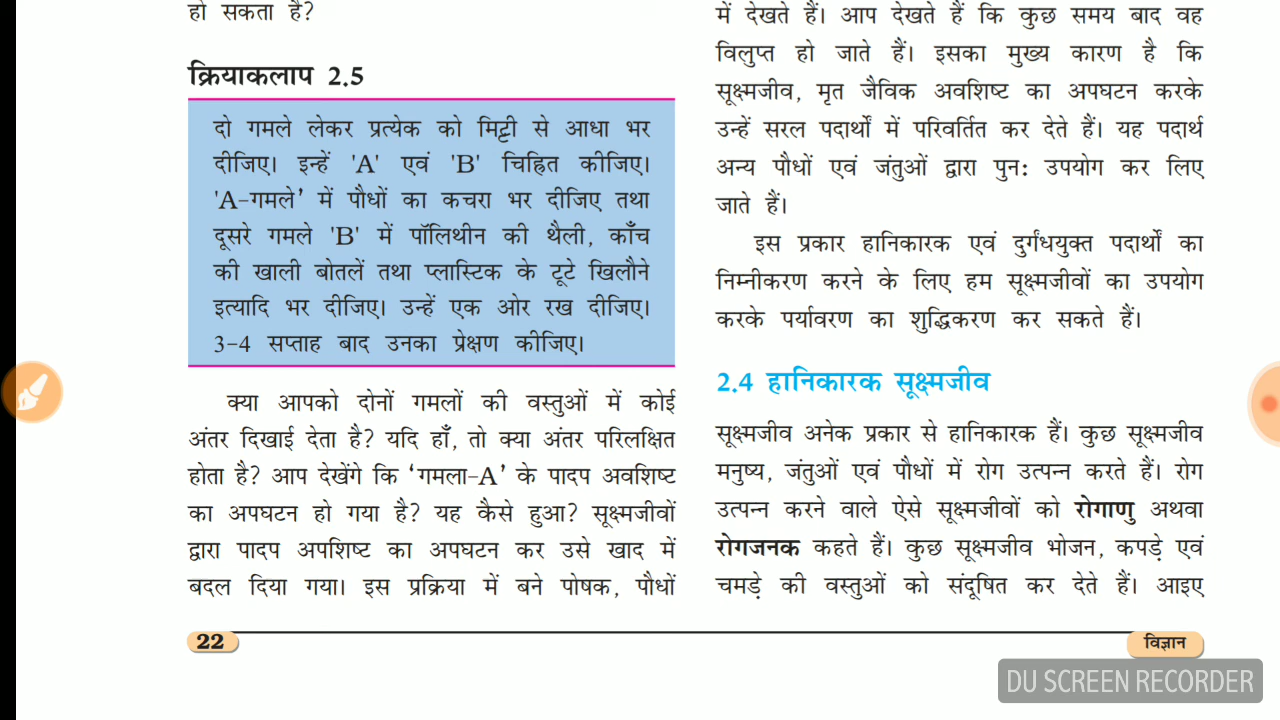 हो सकता है?
क्रियाकलाप 2.5
दो गमले लेकर प्रत्येक को मिट्टी से आधा भर
दीजिए। इन्हें 'A' एवं 'B' चिह्नित कीजिए।
'A-गमले' में पौधों का कचरा भर दीजिए तथा
दूसरे गमले 'B' में पॉलिथीन की थैली, काँच
की खाली बोतलें तथा प्लास्टिक के टूटे खिलौने
इत्यादि भर दीजिए। उन्हें एक ओर रख दीजिए।
3-4 सप्ताह बाद उनका प्रेक्षण कीजिए।
क्या आपको दोनों गमलों की वस्तुओं में कोई
अंतर दिखाई देता है? यदि हाँ, तो क्या अंतर परिलक्षित
होता है? आप देखेंगे कि 'गमला-A' के पादप अवशिष्ट
का अपघटन हो गया है? यह कैसे हुआ? सूक्ष्मजीवों
द्वारा पादप अपशिष्ट का अपघटन कर उसे खाद में
बदल दिया गया। इस प्रक्रिया में बने पोषक, पौधों
में देखते हैं। आप देखते हैं कि कुछ समय बाद वह
विलुप्त हो जाते हैं। इसका मुख्य कारण है कि
सूक्ष्मजीव, मृत जैविक अवशिष्ट का अपघटन करके
उन्हें सरल पदार्थों में परिवर्तित कर देते हैं। यह पदार्थ
अन्य पौधों एवं जंतुओं द्वारा पुन: उपयोग कर लिए
जाते हैं।
इस प्रकार हानिकारक एवं दुर्गंधयुक्त पदार्थों का
निम्नीकरण करने के लिए हम सूक्ष्मजीवों का उपयोग
करके पर्यावरण का शुद्धिकरण कर सकते हैं।
2.4 हानिकारक सूक्ष्मजीव
सूक्ष्मजीव अनेक प्रकार से हानिकारक हैं। कुछ सूक्ष्मजीव
मनुष्य, जंतुओं एवं पौधों में रोग उत्पन्न करते हैं। रोग
उत्पन्न करने वाले ऐसे सूक्ष्मजीवों को रोगाणु अथवा
रोगजनक कहते हैं। कुछ सूक्ष्मजीव भोजन, कपड़े एवं
चमड़े की वस्तुओं को संदूषित कर देते हैं। आइए
22
विज्ञान
DU SCREEN RECORDER